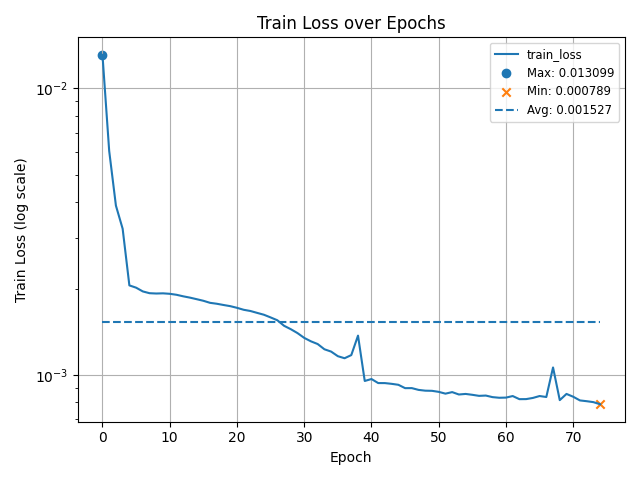 Train Loss over Epochs
train_loss
Max: 0.013099
Min: 0.000789
Avg: 0.001527
10⁻²
10⁻³
Train Loss (log scale)
0 10 20 30 40 50 60 70
Epoch